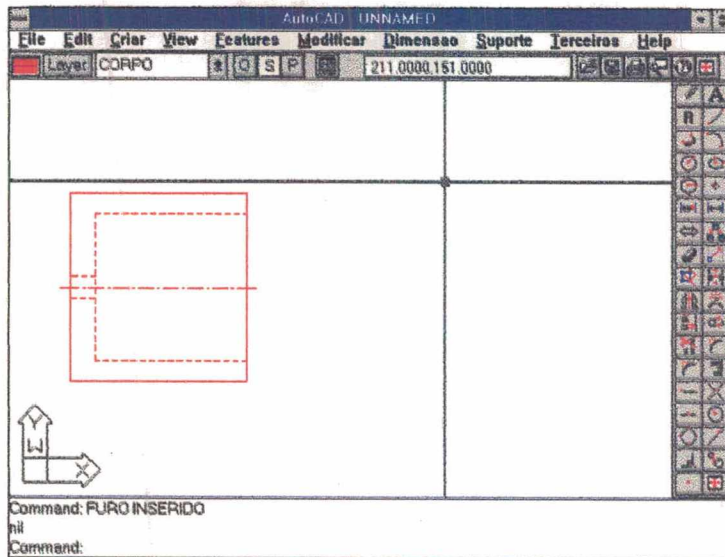 AutoCAD UNNAMED
File Edit Criar View Features Modificar Dimensao Suporte Terceiros Help
Layer CORPO O S P 211.0000,151.0000
A
R
Y
W
X
Command: FURO INSERIDO
nil
Command: